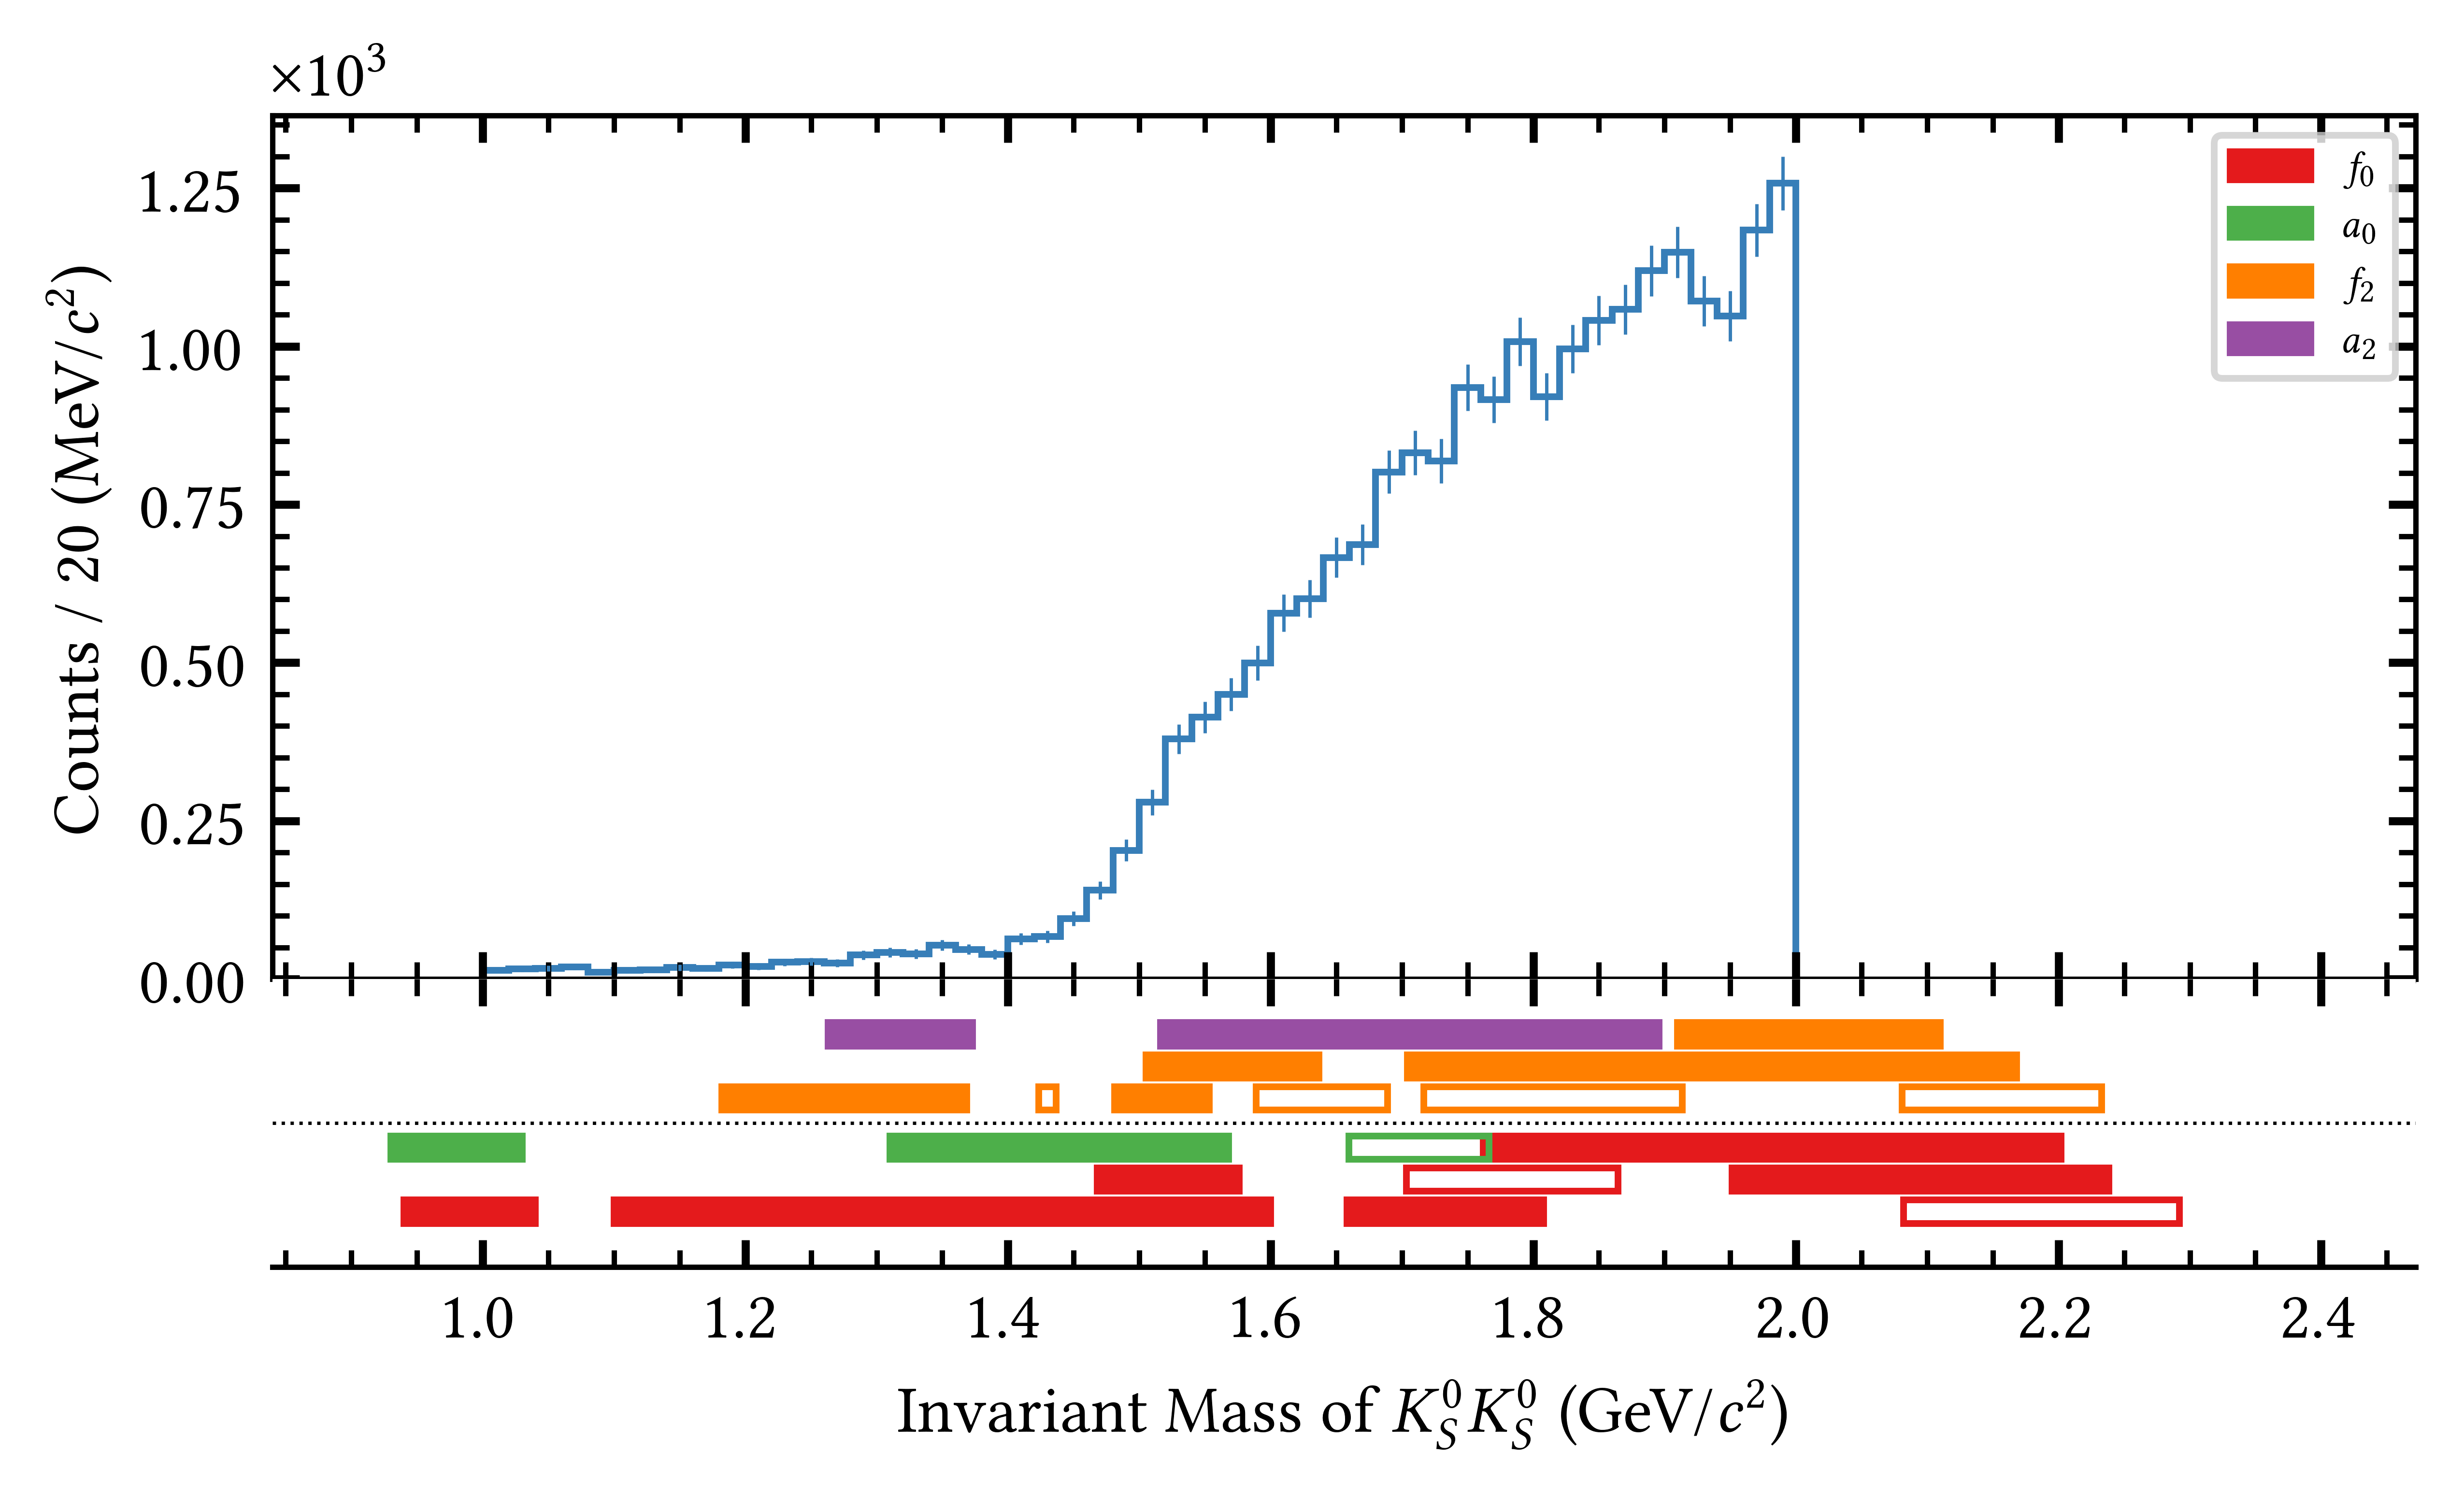 ×10³
1.25
1.00
0.75
0.50
0.25
0.00
Counts / 20 (MeV/c²)
f₀
a₀
f₂
a₂
1.0 1.2 1.4 1.6 1.8 2.0 2.2 2.4
Invariant Mass of K⁰_S K⁰_S (GeV/c²)